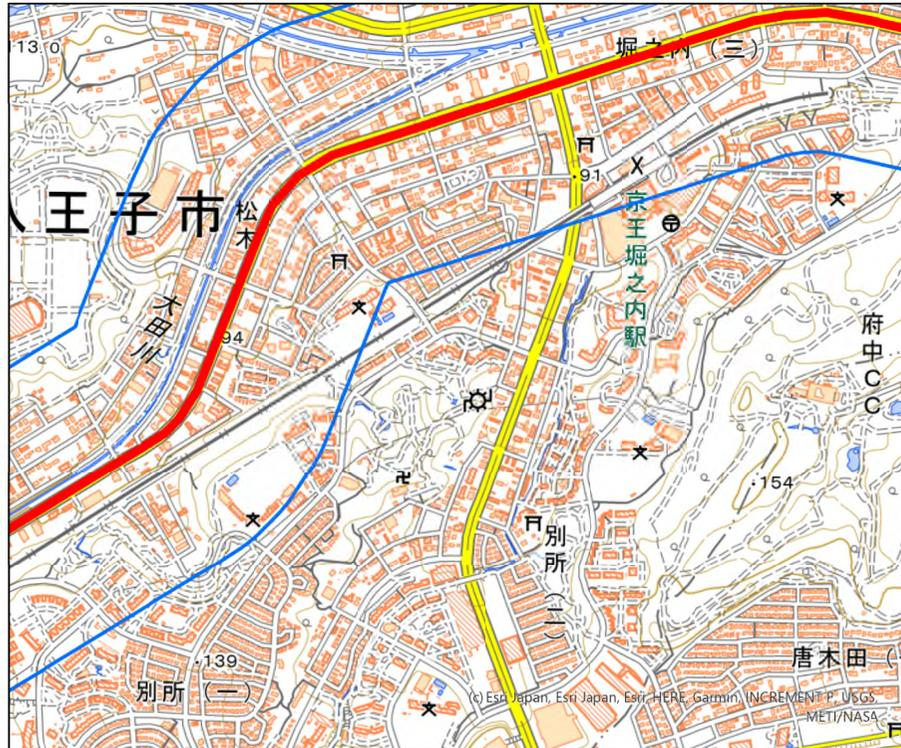 113.0
堀之内（三）
91
八王子市
松木
京王堀之内駅
大田川
94
府中CC
154
別所（二）
139
別所（一）
唐木田（
(c) Esri Japan, Esri Japan, Esri, HERE, Garmin, INCREMENT P, USGS,
METI/NASA